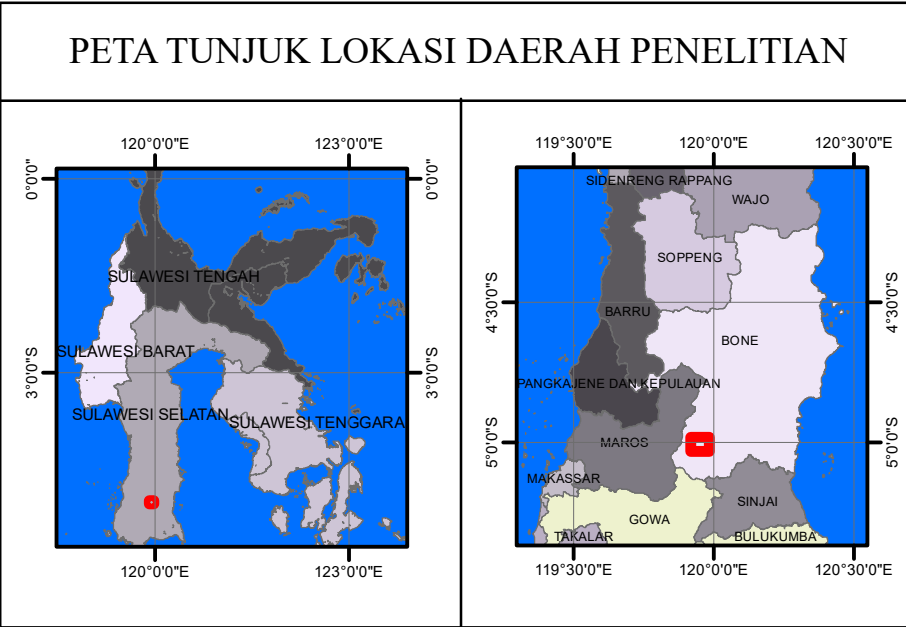 PETA TUNJUK LOKASI DAERAH PENELITIAN
120°0'0"E 123°0'0"E
0°0'0" 0°0'0"
SULAWESI TENGAH
SULAWESI BARAT
3°0'0"S 3°0'0"S
SULAWESI SELATAN
SULAWESI TENGGARA
120°0'0"E 123°0'0"E
119°30'0"E 120°0'0"E 120°30'0"E
SIDENRENG RAPPANG
WAJO
SOPPENG
4°30'0"S 4°30'0"S
BARRU
BONE
PANGKAJENE DAN KEPULAUAN
5°0'0"S 5°0'0"S
MAROS
MAKASSAR
SINJAI
GOWA
TAKALAR
BULUKUMBA
119°30'0"E 120°0'0"E 120°30'0"E